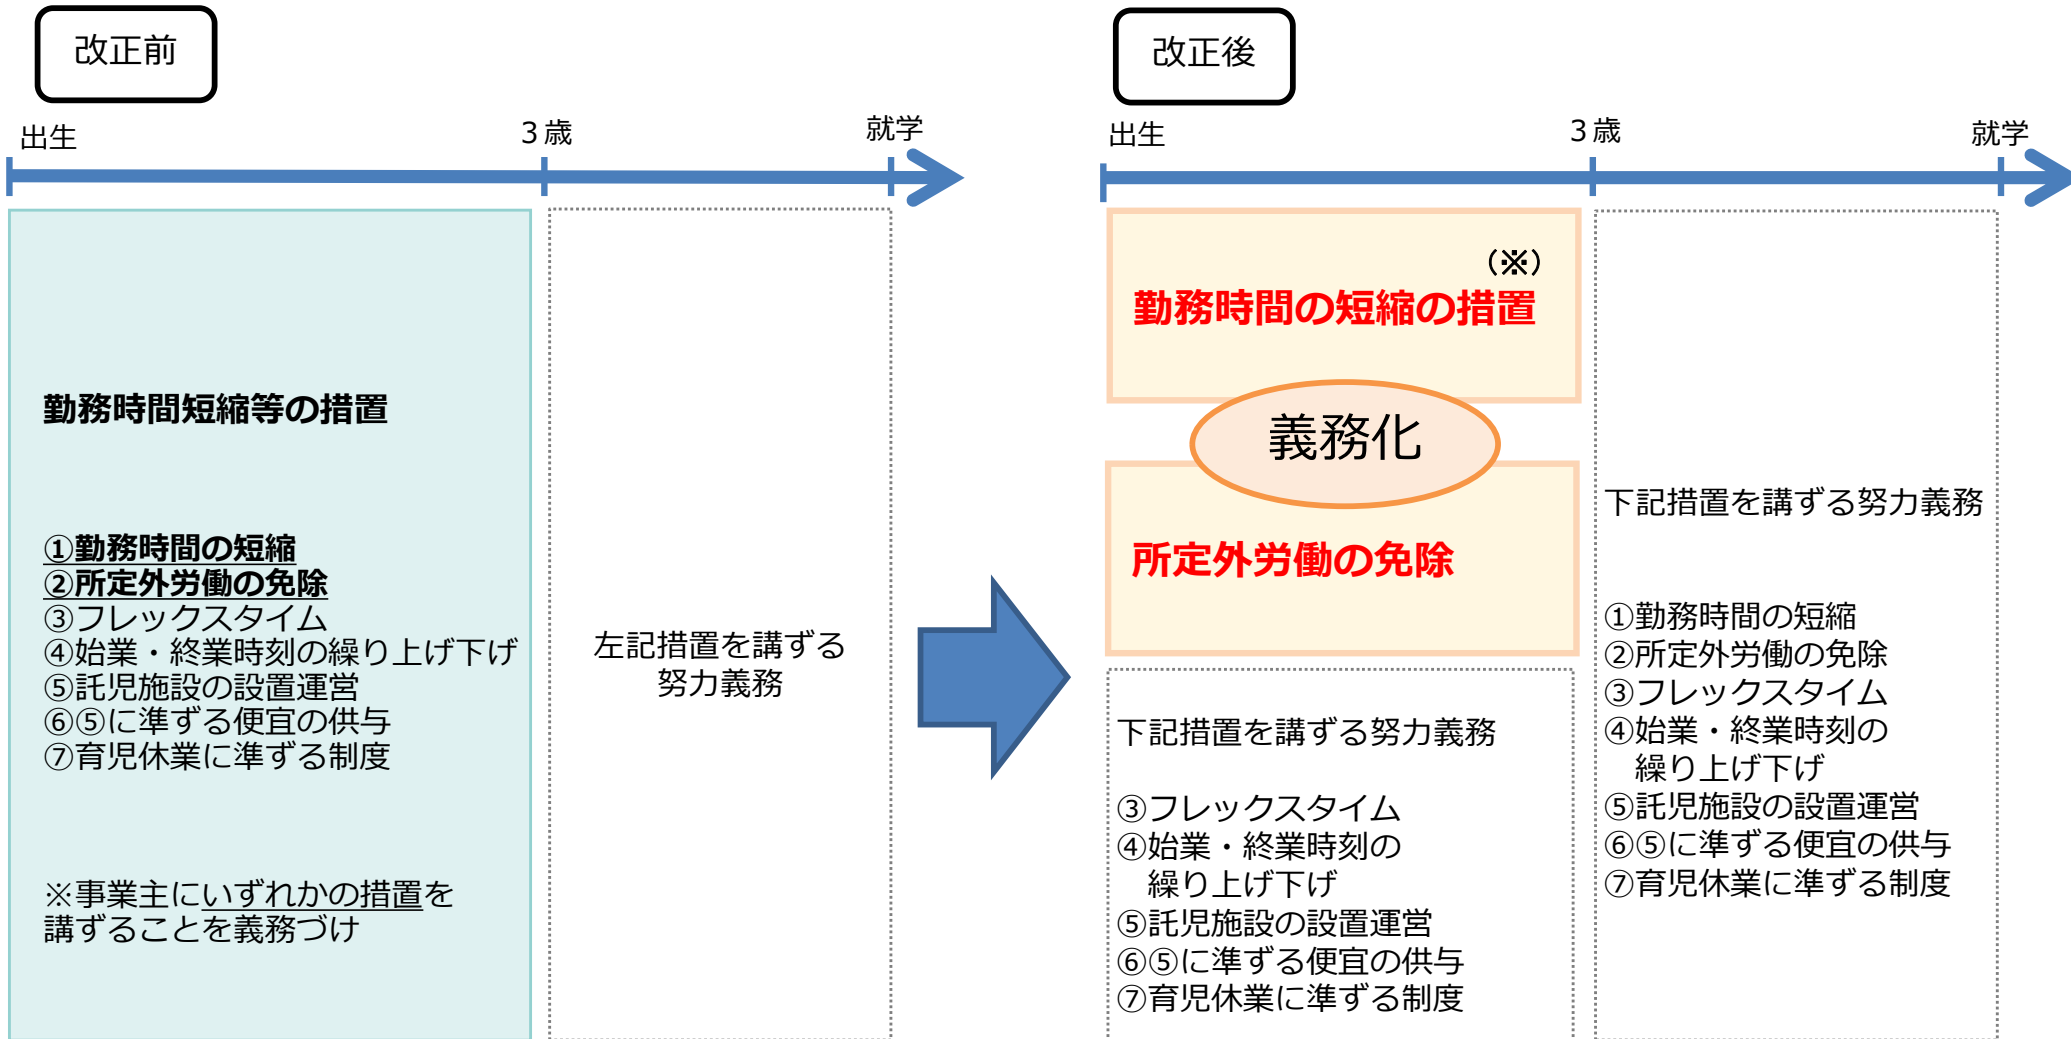 改正前
出生
3歳
就学
勤務時間短縮等の措置
①勤務時間の短縮
②所定外労働の免除
③フレックスタイム
④始業・終業時刻の繰り上げ下げ
⑤託児施設の設置運営
⑥⑤に準ずる便宜の供与
⑦育児休業に準ずる制度
※事業主にいずれかの措置を
講ずることを義務づけ
左記措置を講ずる
努力義務
改正後
出生
3歳
就学
(※)
勤務時間の短縮の措置
義務化
所定外労働の免除
下記措置を講ずる努力義務
③フレックスタイム
④始業・終業時刻の
繰り上げ下げ
⑤託児施設の設置運営
⑥⑤に準ずる便宜の供与
⑦育児休業に準ずる制度
下記措置を講ずる努力義務
①勤務時間の短縮
②所定外労働の免除
③フレックスタイム
④始業・終業時刻の
繰り上げ下げ
⑤託児施設の設置運営
⑥⑤に準ずる便宜の供与
⑦育児休業に準ずる制度